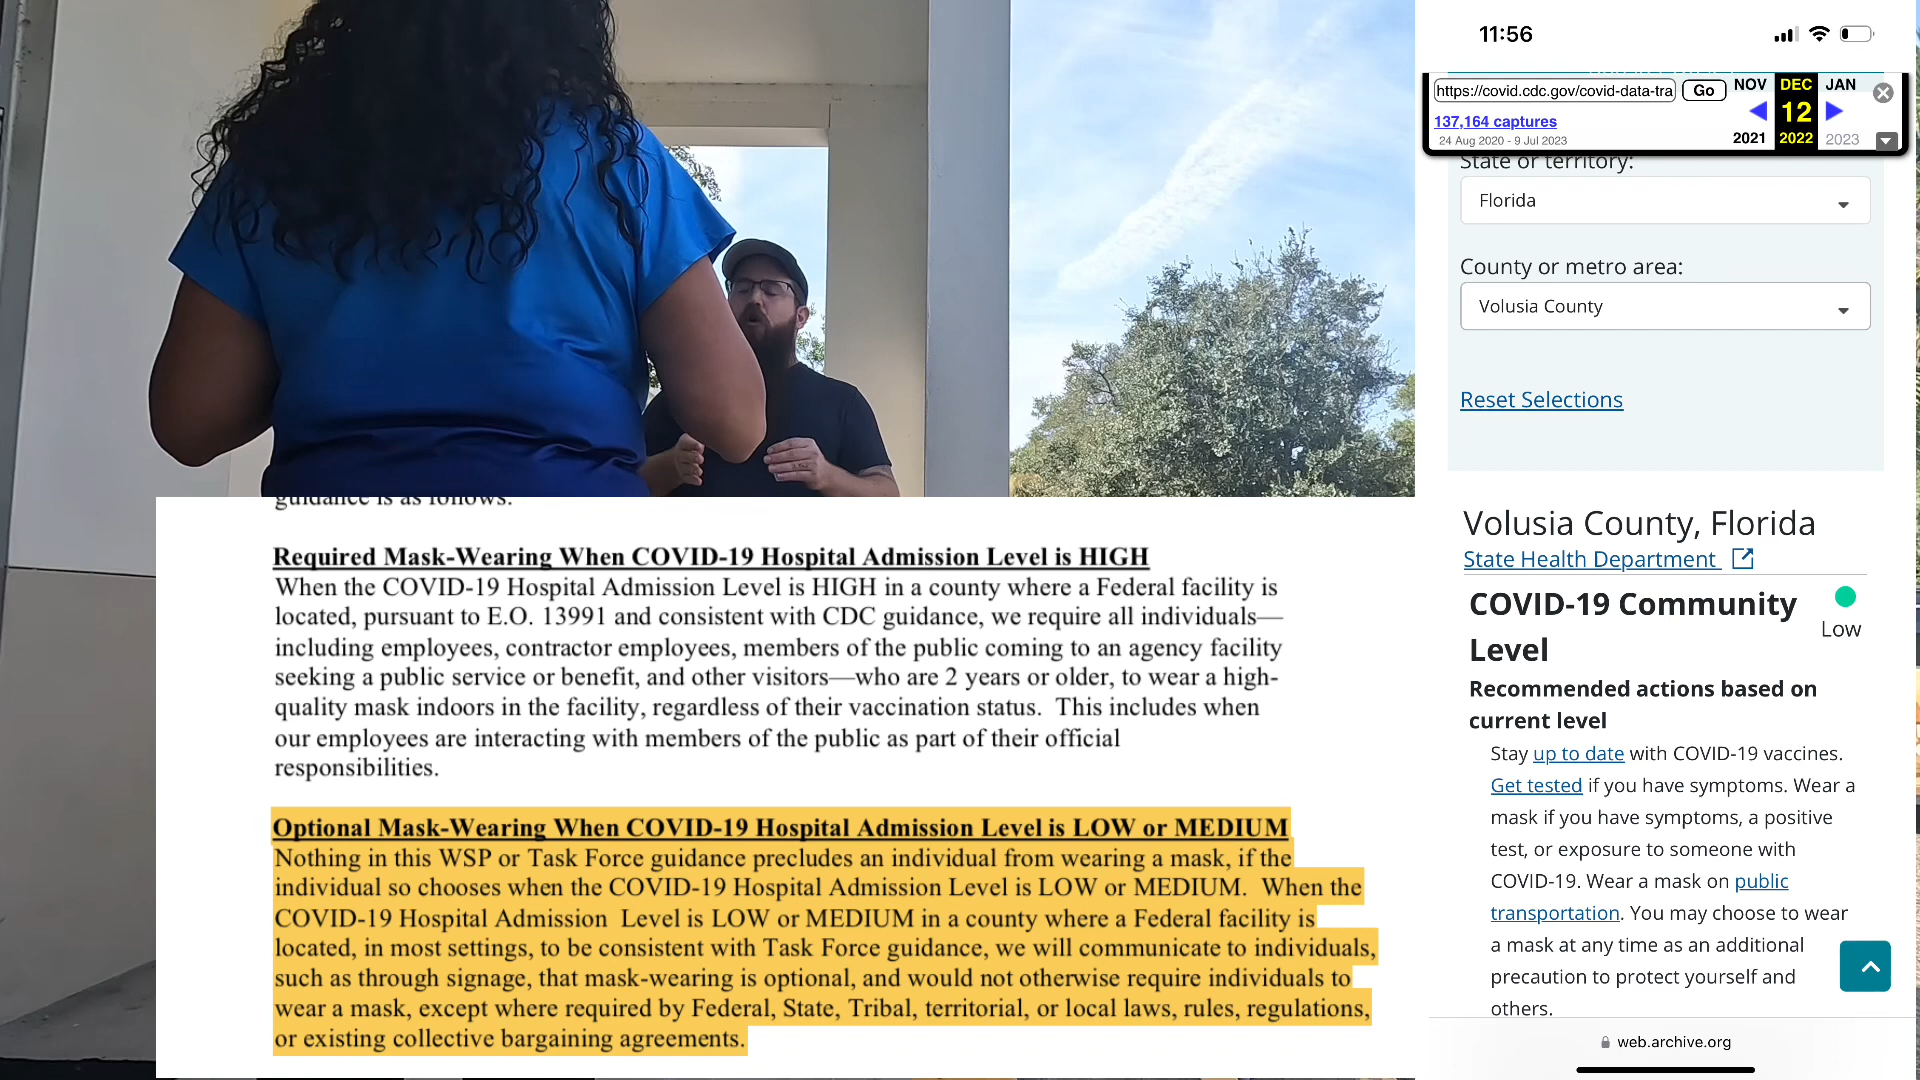 guidance is as follows:
Required Mask-Wearing When COVID-19 Hospital Admission Level is HIGH
When the COVID-19 Hospital Admission Level is HIGH in a county where a Federal facility is
located, pursuant to E.O. 13991 and consistent with CDC guidance, we require all individuals—
including employees, contractor employees, members of the public coming to an agency facility
seeking a public service or benefit, and other visitors—who are 2 years or older, to wear a high-
quality mask indoors in the facility, regardless of their vaccination status.  This includes when
our employees are interacting with members of the public as part of their official
responsibilities.
Optional Mask-Wearing When COVID-19 Hospital Admission Level is LOW or MEDIUM
Nothing in this WSP or Task Force guidance precludes an individual from wearing a mask, if the
individual so chooses when the COVID-19 Hospital Admission Level is LOW or MEDIUM.  When the
COVID-19 Hospital Admission  Level is LOW or MEDIUM in a county where a Federal facility is
located, in most settings, to be consistent with Task Force guidance, we will communicate to individuals,
such as through signage, that mask-wearing is optional, and would not otherwise require individuals to
wear a mask, except where required by Federal, State, Tribal, territorial, or local laws, rules, regulations,
or existing collective bargaining agreements.
11:56
https://covid.cdc.gov/covid-data-tra Go NOV DEC JAN
137,164 captures 12
24 Aug 2020 - 9 Jul 2023 2021 2022 2023
State or territory:
Florida
County or metro area:
Volusia County
Reset Selections
Volusia County, Florida
State Health Department
COVID-19 Community
Level
Low
Recommended actions based on
current level
Stay up to date with COVID-19 vaccines.
Get tested if you have symptoms. Wear a
mask if you have symptoms, a positive
test, or exposure to someone with
COVID-19. Wear a mask on public
transportation. You may choose to wear
a mask at any time as an additional
precaution to protect yourself and
others.
web.archive.org